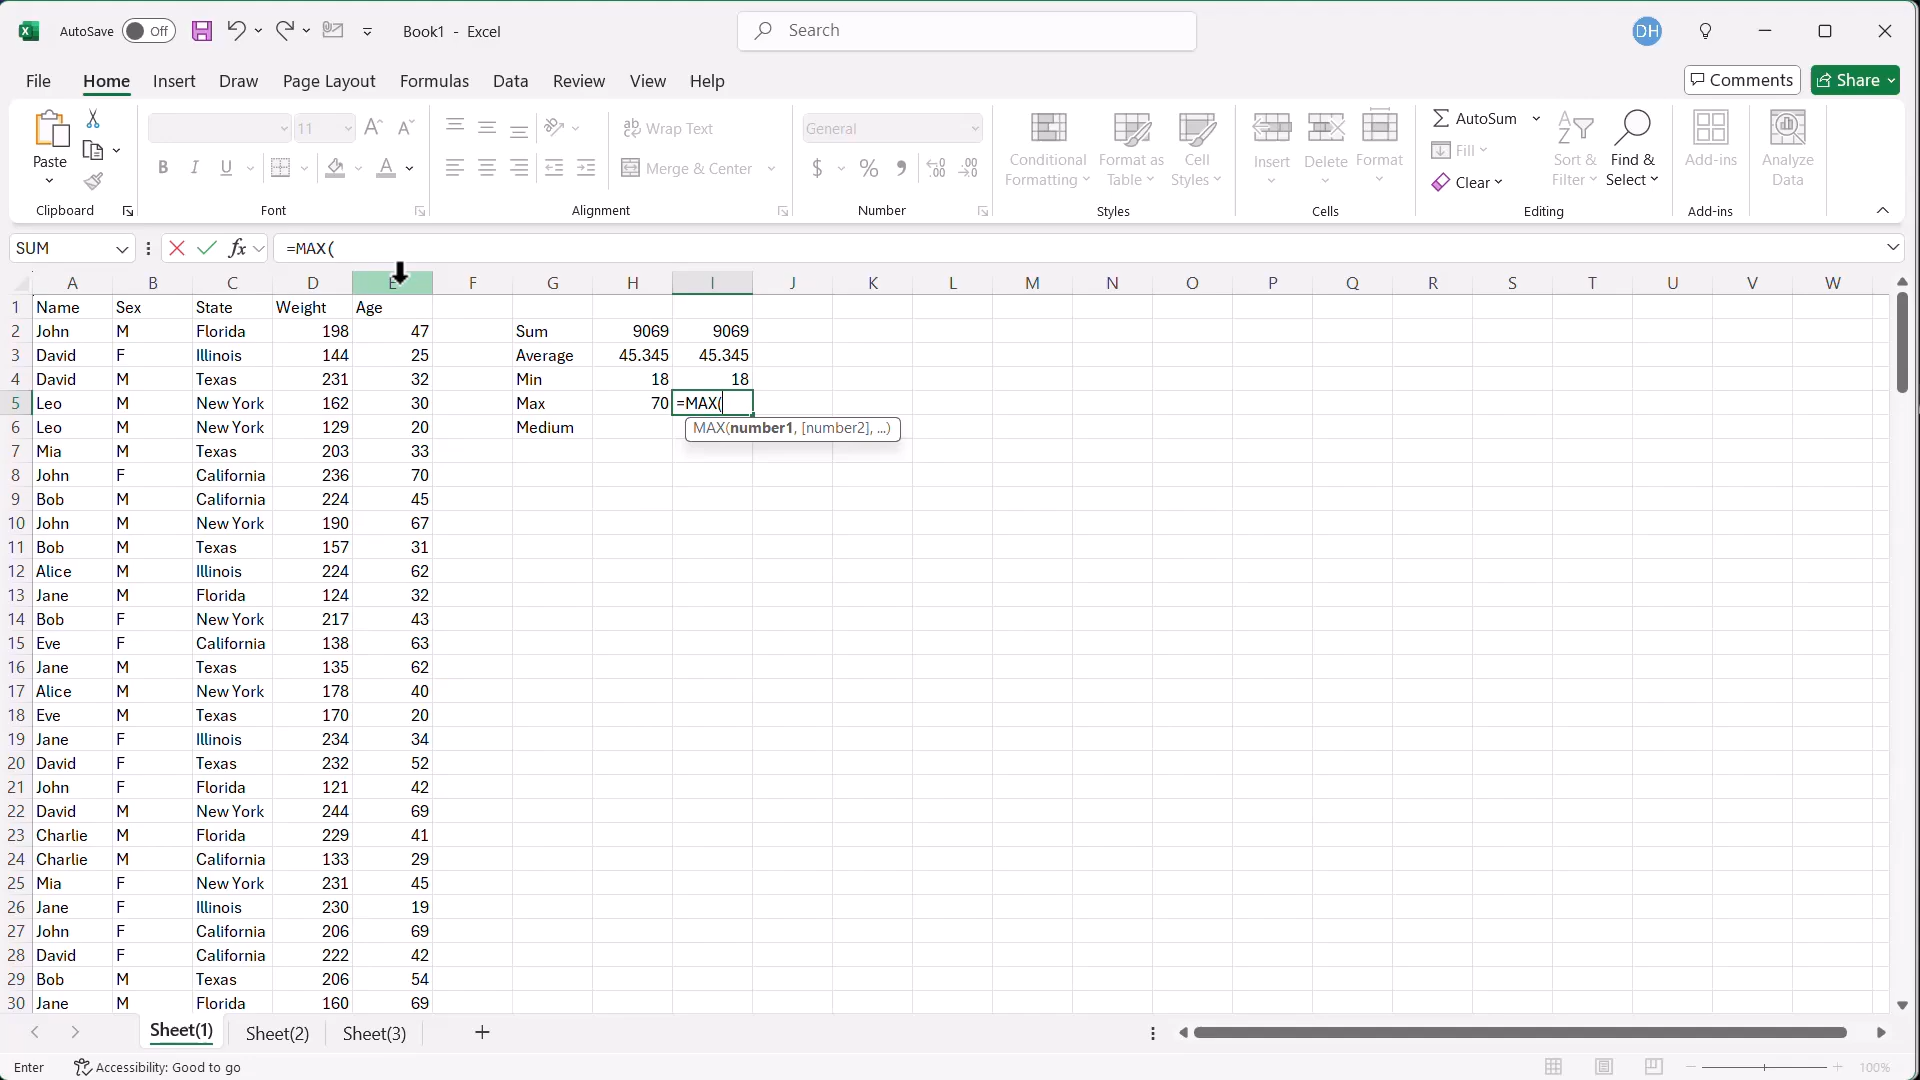 AutoSave Off Book1 - Excel Search DH
File Home Insert Draw Page Layout Formulas Data Review View Help Comments Share
Paste 11 Wrap Text General Conditional Formatting Format as Table Cell Styles Insert Delete Format AutoSum Fill Clear Sort & Filter Find & Select Add-ins Analyze Data
B I U Merge & Center $ %
Clipboard Font Alignment Number Styles Cells Editing Add-ins
SUM fx =MAX(
A B C D E F G H I J K L M N O P Q R S T U V W
1 Name Sex State Weight Age
2 John M Florida 198 47 Sum 9069 9069
3 David F Illinois 144 25 Average 45.345 45.345
4 David M Texas 231 32 Min 18 18
5 Leo M New York 162 30 Max 70 =MAX(
6 Leo M New York 129 20 Medium MAX(number1, [number2], ...)
7 Mia M Texas 203 33
8 John F California 236 70
9 Bob M California 224 45
10 John M New York 190 67
11 Bob M Texas 157 31
12 Alice M Illinois 224 62
13 Jane M Florida 124 32
14 Bob F New York 217 43
15 Eve F California 138 63
16 Jane M Texas 135 62
17 Alice M New York 178 40
18 Eve M Texas 170 20
19 Jane F Illinois 234 34
20 David F Texas 232 52
21 John F Florida 121 42
22 David M New York 244 69
23 Charlie M Florida 229 41
24 Charlie M California 133 29
25 Mia F New York 231 45
26 Jane F Illinois 230 19
27 John F California 206 69
28 David F California 222 42
29 Bob M Texas 206 54
30 Jane M Florida 160 69
Sheet(1) Sheet(2) Sheet(3)
Enter Accessibility: Good to go 100%